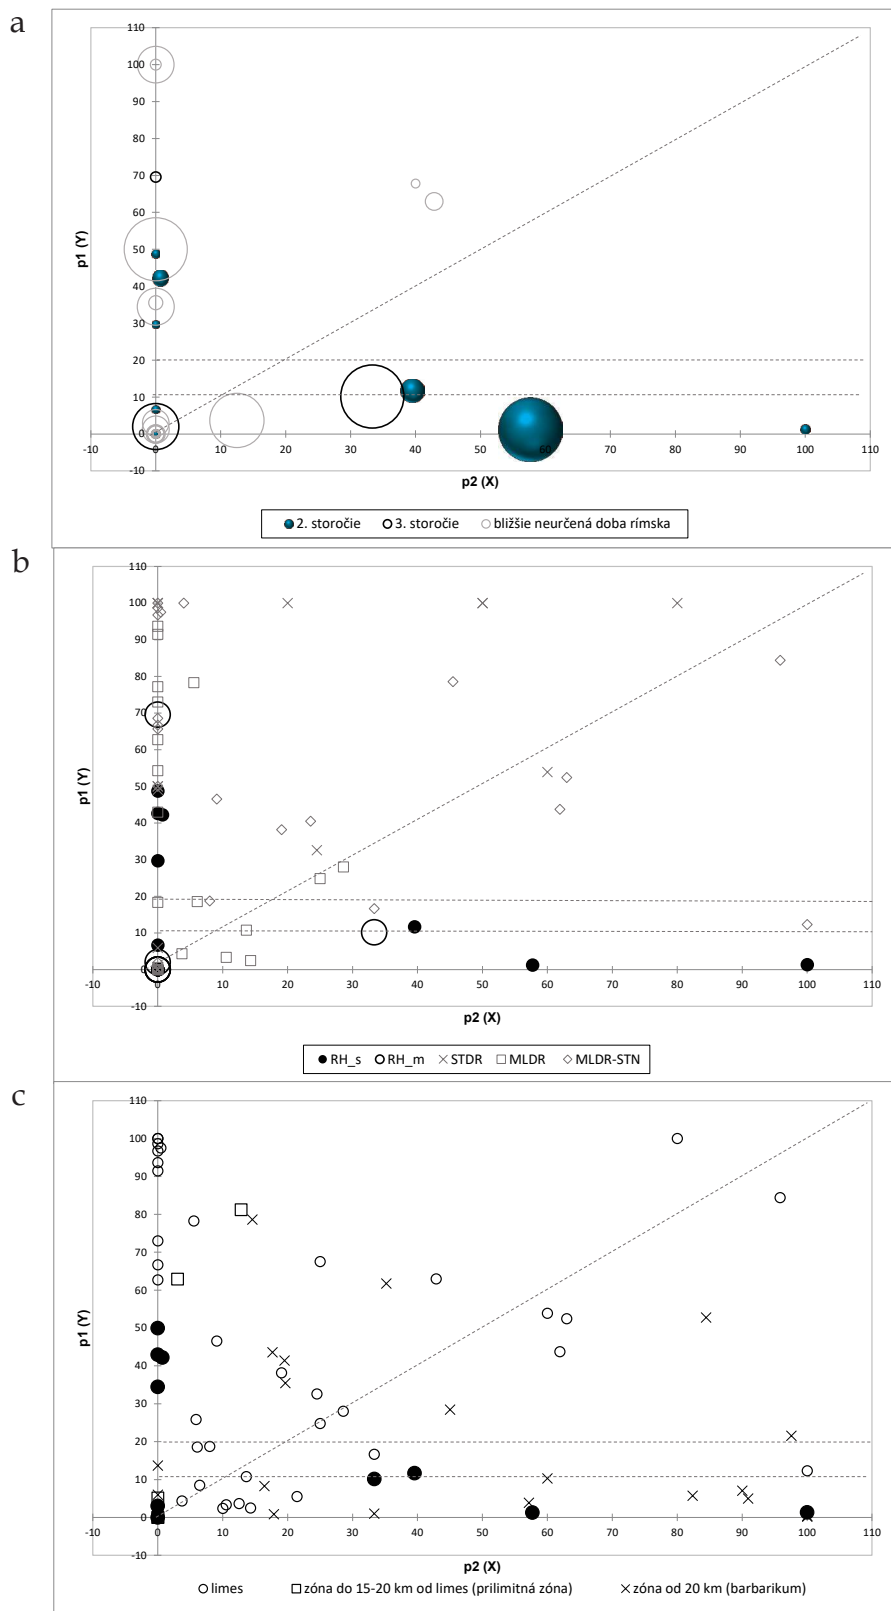 a
110
100
90
80
70
60
50
40
30
20
10
0
-10
p1 (Y)
-10 0 10 20 30 40 50 60 70 80 90 100 110
p2 (X)
2. storočie 3. storočie bližšie neurčená doba rímska
b
110
100
90
80
70
60
50
40
30
20
10
0
-10
p1 (Y)
-10 0 10 20 30 40 50 60 70 80 90 100 110
p2 (X)
RH_s RH_m STDR MLDR MLDR-STN
c
110
100
90
80
70
60
50
40
30
20
10
0
-10
p1 (Y)
-10 0 10 20 30 40 50 60 70 80 90 100 110
p2 (X)
limes zóna do 15-20 km od limes (prilimitná zóna) zóna od 20 km (barbarikum)